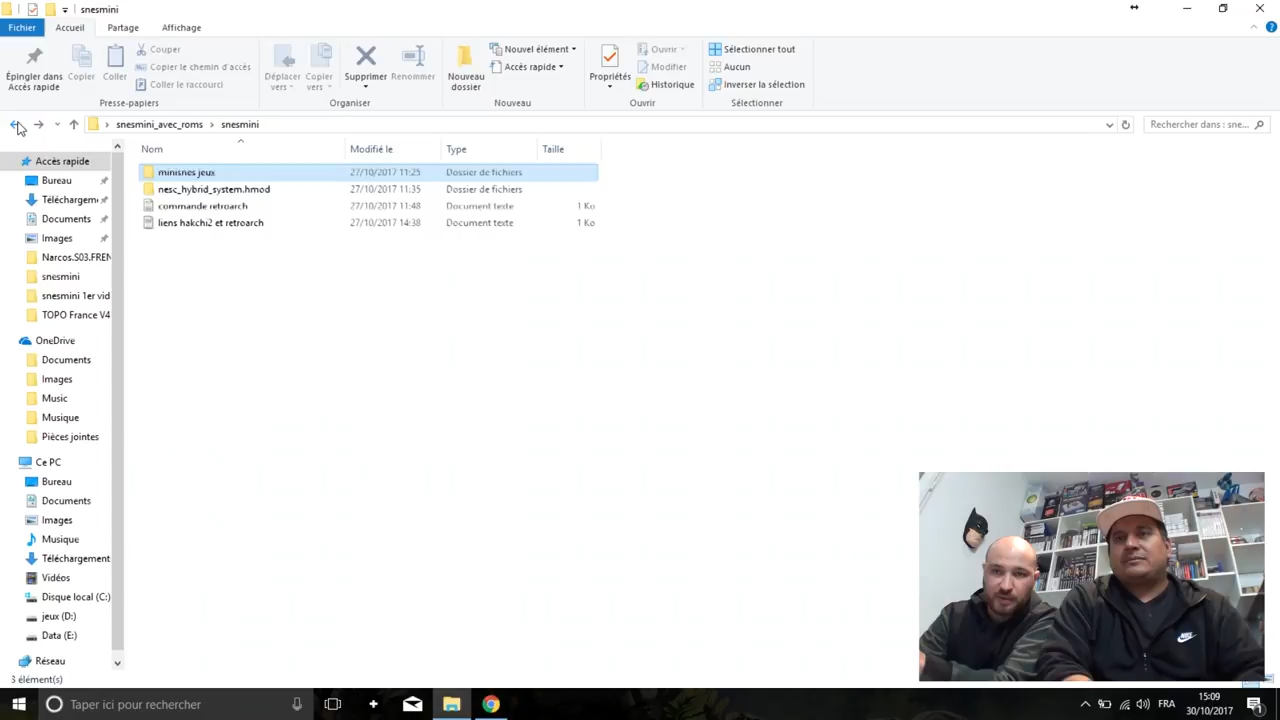 snesmini
Fichier Accueil Partage Affichage
Épingler dans Accès rapide
Copier
Coller
Couper
Copier le chemin d'accès
Coller le raccourci
Presse-papiers
Déplacer vers
Copier vers
Supprimer
Renommer
Organiser
Nouveau dossier
Nouvel élément
Accès rapide
Nouveau
Propriétés
Ouvrir
Modifier
Historique
Ouvrir
Sélectionner tout
Aucun
Inverser la sélection
Sélectionner
snesmini_avec_roms > snesmini
Rechercher dans : sne...
Nom Modifié le Type Taille
minisnes jeux 27/10/2017 11:25 Dossier de fichiers
nesc_hybrid_system.hmod 27/10/2017 11:35 Dossier de fichiers
commande retroarch 27/10/2017 11:48 Document texte 1 Ko
liens hakchi2 et retroarch 27/10/2017 14:38 Document texte 1 Ko
Accès rapide
Bureau
Téléchargeme
Documents
Images
Narcos.S03.FREN
snesmini
snesmini 1er vid
TOPO France V4
OneDrive
Documents
Images
Music
Musique
Pièces jointes
Ce PC
Bureau
Documents
Images
Musique
Téléchargement
Vidéos
Disque local (C:)
jeux (D:)
Data (E:)
Réseau
3 élément(s)
Taper ici pour rechercher
FRA
15:09
30/10/2017